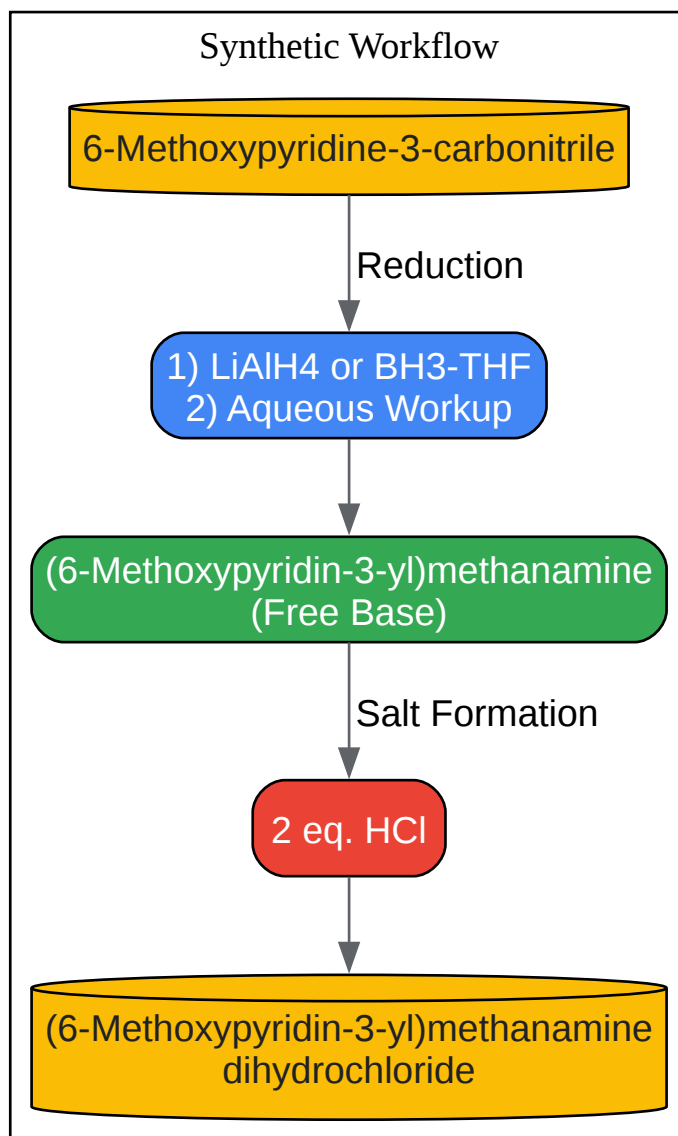 Synthetic Workflow
6-Methoxypyridine-3-carbonitrile
Reduction
1) LiAlH4 or BH3-THF
2) Aqueous Workup
(6-Methoxypyridin-3-yl)methanamine
(Free Base)
Salt Formation
2 eq. HCl
(6-Methoxypyridin-3-yl)methanamine
dihydrochloride